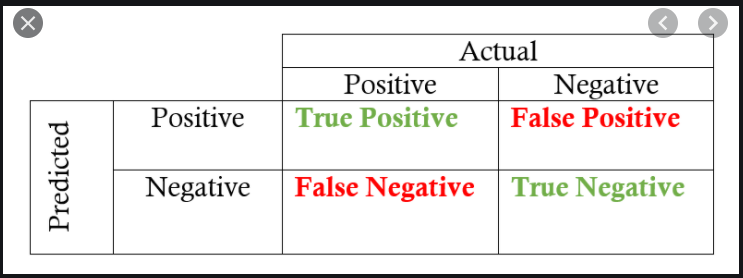 Actual
Positive Negative
Predicted
Positive True Positive False Positive
Negative False Negative True Negative